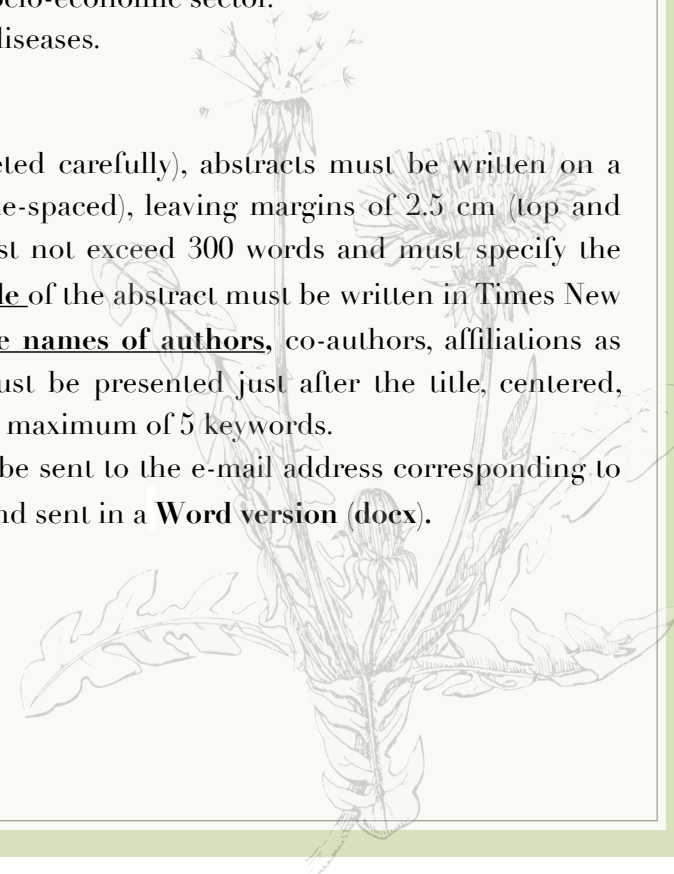 socio-economic sector.
diseases.
eted carefully), abstracts must be written on a
le-spaced), leaving margins of 2.5 cm (top and
st not exceed 300 words and must specify the
le of the abstract must be written in Times New
e names of authors, co-authors, affiliations as
ust be presented just after the title, centered,
maximum of 5 keywords.
be sent to the e-mail address corresponding to
nd sent in a Word version (docx).